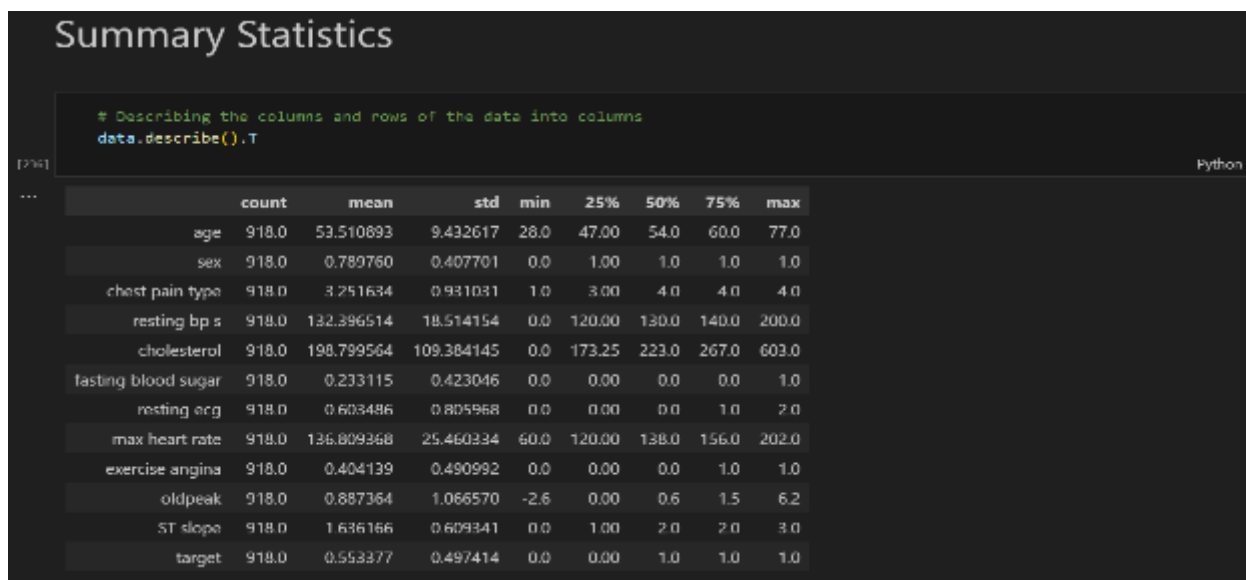 Summary Statistics
# Describing the columns and rows of the data into columns
data.describe().T
Python
...
count mean std min 25% 50% 75% max
age 918.0 53.510893 9.432617 28.0 47.00 54.0 60.0 77.0
sex 918.0 0.789760 0.407701 0.0 1.00 1.0 1.0 1.0
chest pain type 918.0 3.251634 0.931031 1.0 3.00 4.0 4.0 4.0
resting bp s 918.0 132.396514 18.514154 0.0 120.00 130.0 140.0 200.0
cholesterol 918.0 198.799564 109.384145 0.0 173.25 223.0 267.0 603.0
fasting blood sugar 918.0 0.233115 0.423046 0.0 0.00 0.0 0.0 1.0
resting ecg 918.0 0.603486 0.805968 0.0 0.00 0.0 1.0 2.0
max heart rate 918.0 136.809368 25.460334 60.0 120.00 138.0 156.0 202.0
exercise angina 918.0 0.404139 0.490992 0.0 0.00 0.0 1.0 1.0
oldpeak 918.0 0.887364 1.066570 -2.6 0.00 0.6 1.5 6.2
ST slope 918.0 1.636166 0.609341 0.0 1.00 2.0 2.0 3.0
target 918.0 0.553377 0.497414 0.0 0.00 1.0 1.0 1.0